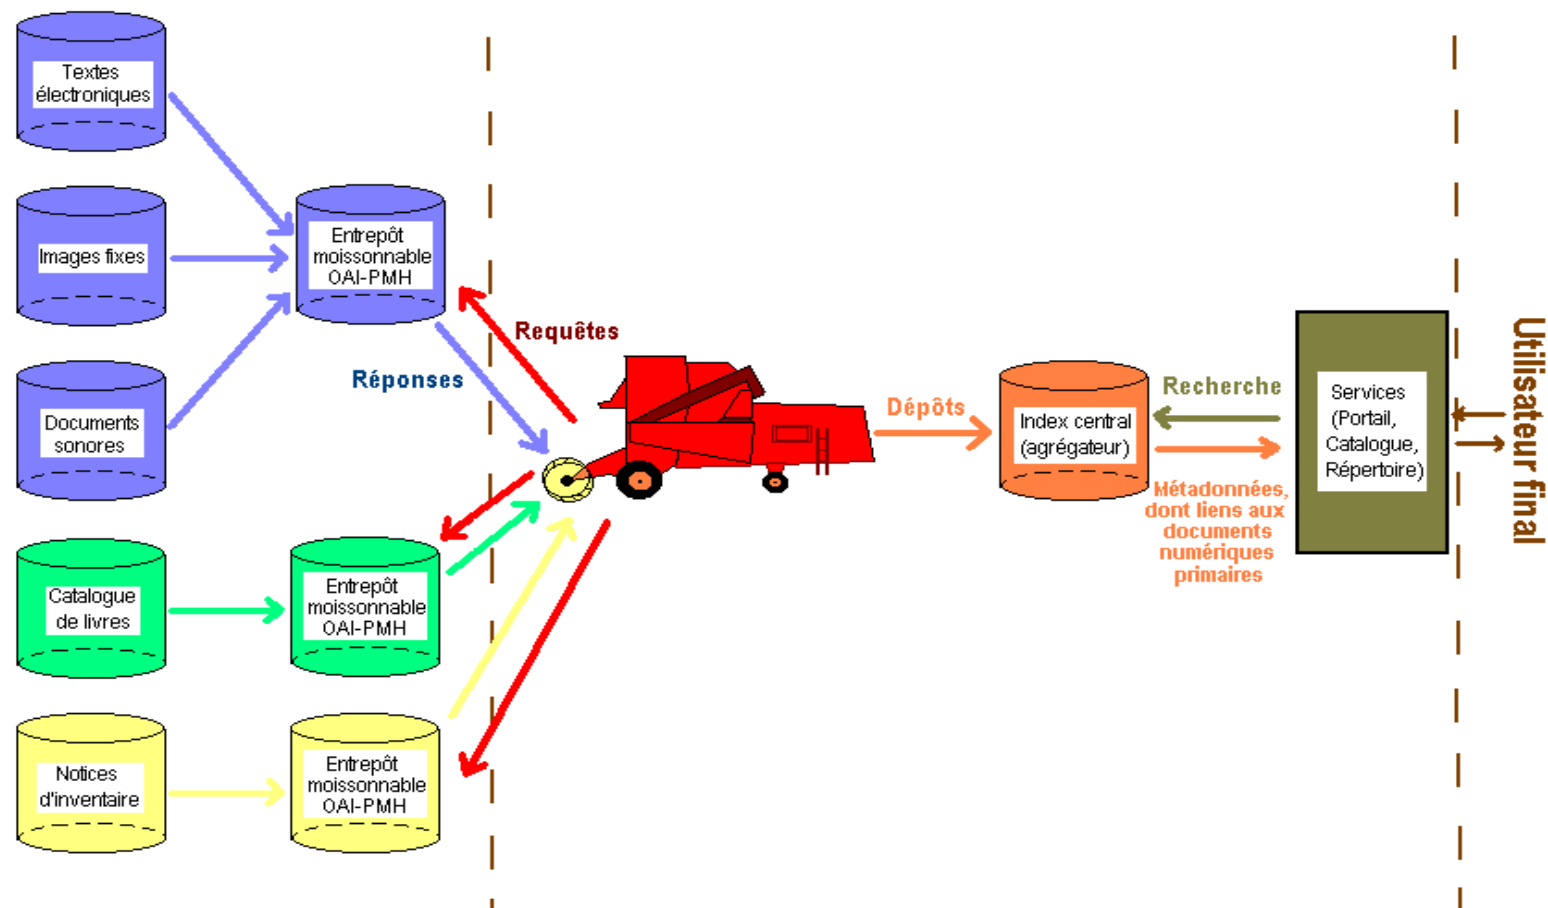 Textes
électroniques
Images fixes
Documents
sonores
Catalogue
de livres
Notices
d'inventaire
Entrepôt
moissonnable
OAI-PMH
Entrepôt
moissonnable
OAI-PMH
Entrepôt
moissonnable
OAI-PMH
Requêtes
Réponses
Dépôts
Index central
(agrégateur)
Recherche
Métadonnées,
dont liens aux
documents
numériques
primaires
Services
(Portail,
Catalogue,
Répertoire)
Utilisateur final